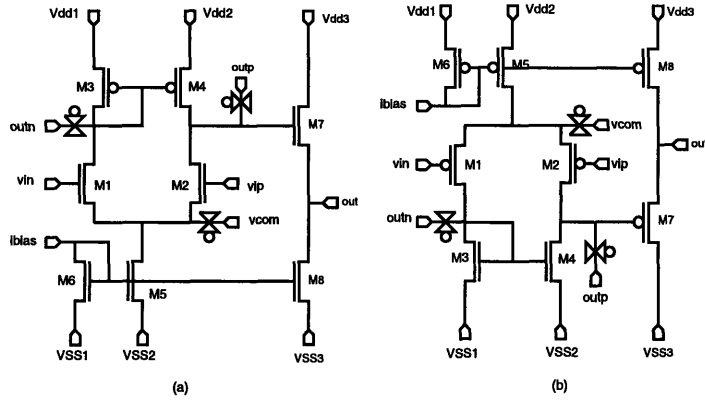 Vdd1
Vdd2
Vdd3
M3
M4
outp
outn
M7
vin
M1
M2
vip
vcom
out
ibias
M6
M5
M8
VSS1
VSS2
VSS3
(a)
Vdd1
Vdd2
Vdd3
M6
M5
M8
ibias
vcom
vin
M1
M2
vip
out
outn
M7
M3
M4
outp
VSS1
VSS2
VSS3
(b)